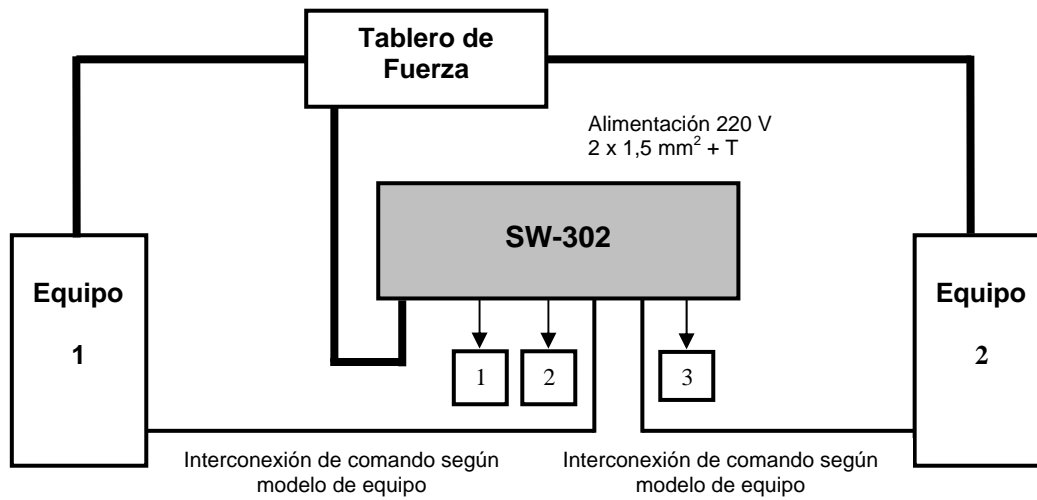 Tablero de
Fuerza
Alimentación 220 V
2 x 1,5 mm² + T
SW-302
Equipo
1
Equipo
2
1
2
3
Interconexión de comando según
modelo de equipo
Interconexión de comando según
modelo de equipo